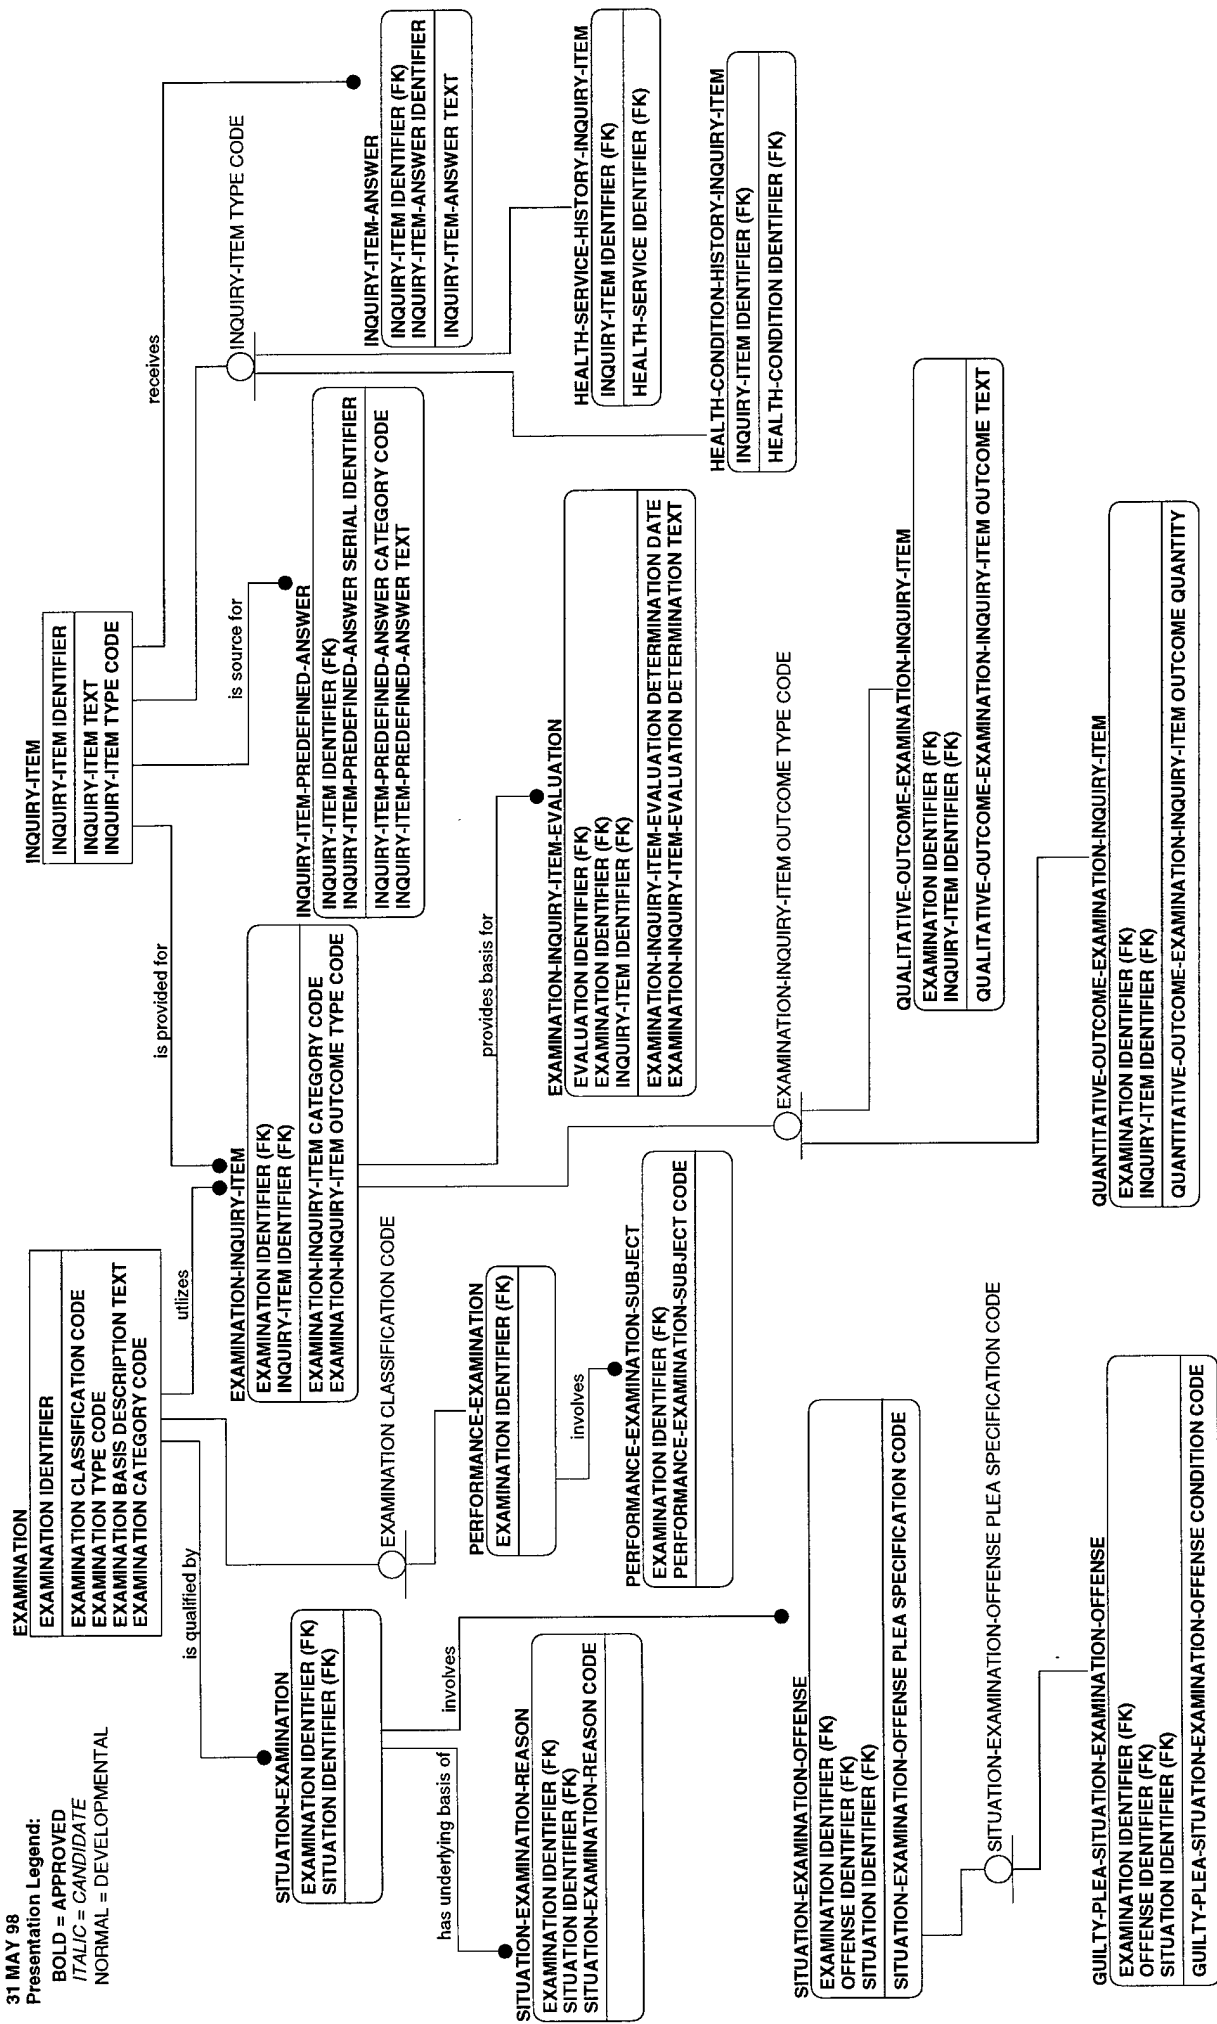 31 MAY 98
Presentation Legend:
BOLD = APPROVED
ITALIC = CANDIDATE
NORMAL = DEVELOPMENTAL
EXAMINATION
EXAMINATION IDENTIFIER
EXAMINATION CLASSIFICATION CODE
EXAMINATION TYPE CODE
EXAMINATION BASIS DESCRIPTION TEXT
EXAMINATION CATEGORY CODE
INQUIRY-ITEM
INQUIRY-ITEM IDENTIFIER
INQUIRY-ITEM TEXT
INQUIRY-ITEM TYPE CODE
is qualified by
utlizes
is provided for
is source for
receives
INQUIRY-ITEM TYPE CODE
SITUATION-EXAMINATION
EXAMINATION IDENTIFIER (FK)
SITUATION IDENTIFIER (FK)
EXAMINATION-INQUIRY-ITEM
EXAMINATION IDENTIFIER (FK)
INQUIRY-ITEM IDENTIFIER (FK)
EXAMINATION-INQUIRY-ITEM CATEGORY CODE
EXAMINATION-INQUIRY-ITEM OUTCOME TYPE CODE
INQUIRY-ITEM-PREDEFINED-ANSWER
INQUIRY-ITEM IDENTIFIER (FK)
INQUIRY-ITEM-PREDEFINED-ANSWER SERIAL IDENTIFIER
INQUIRY-ITEM-PREDEFINED-ANSWER CATEGORY CODE
INQUIRY-ITEM-PREDEFINED-ANSWER TEXT
INQUIRY-ITEM-ANSWER
INQUIRY-ITEM IDENTIFIER (FK)
INQUIRY-ITEM-ANSWER IDENTIFIER
INQUIRY-ITEM-ANSWER TEXT
EXAMINATION CLASSIFICATION CODE
has underlying basis of
involves
PERFORMANCE-EXAMINATION
EXAMINATION IDENTIFIER (FK)
provides basis for
SITUATION-EXAMINATION-REASON
EXAMINATION IDENTIFIER (FK)
SITUATION IDENTIFIER (FK)
SITUATION-EXAMINATION-REASON CODE
involves
EXAMINATION-INQUIRY-ITEM-EVALUATION
EVALUATION IDENTIFIER (FK)
EXAMINATION IDENTIFIER (FK)
INQUIRY-ITEM IDENTIFIER (FK)
EXAMINATION-INQUIRY-ITEM-EVALUATION DETERMINATION DATE
EXAMINATION-INQUIRY-ITEM-EVALUATION DETERMINATION TEXT
HEALTH-SERVICE-HISTORY-INQUIRY-ITEM
INQUIRY-ITEM IDENTIFIER (FK)
HEALTH-SERVICE IDENTIFIER (FK)
PERFORMANCE-EXAMINATION-SUBJECT
EXAMINATION IDENTIFIER (FK)
PERFORMANCE-EXAMINATION-SUBJECT CODE
HEALTH-CONDITION-HISTORY-INQUIRY-ITEM
INQUIRY-ITEM IDENTIFIER (FK)
HEALTH-CONDITION IDENTIFIER (FK)
EXAMINATION-INQUIRY-ITEM OUTCOME TYPE CODE
SITUATION-EXAMINATION-OFFENSE
EXAMINATION IDENTIFIER (FK)
OFFENSE IDENTIFIER (FK)
SITUATION IDENTIFIER (FK)
SITUATION-EXAMINATION-OFFENSE PLEA SPECIFICATION CODE
QUALITATIVE-OUTCOME-EXAMINATION-INQUIRY-ITEM
EXAMINATION IDENTIFIER (FK)
INQUIRY-ITEM IDENTIFIER (FK)
QUALITATIVE-OUTCOME-EXAMINATION-INQUIRY-ITEM OUTCOME TEXT
SITUATION-EXAMINATION-OFFENSE PLEA SPECIFICATION CODE
GUILTY-PLEA-SITUATION-EXAMINATION-OFFENSE
EXAMINATION IDENTIFIER (FK)
OFFENSE IDENTIFIER (FK)
SITUATION IDENTIFIER (FK)
GUILTY-PLEA-SITUATION-EXAMINATION-OFFENSE CONDITION CODE
QUANTITATIVE-OUTCOME-EXAMINATION-INQUIRY-ITEM
EXAMINATION IDENTIFIER (FK)
INQUIRY-ITEM IDENTIFIER (FK)
QUANTITATIVE-OUTCOME-EXAMINATION-INQUIRY-ITEM OUTCOME QUANTITY